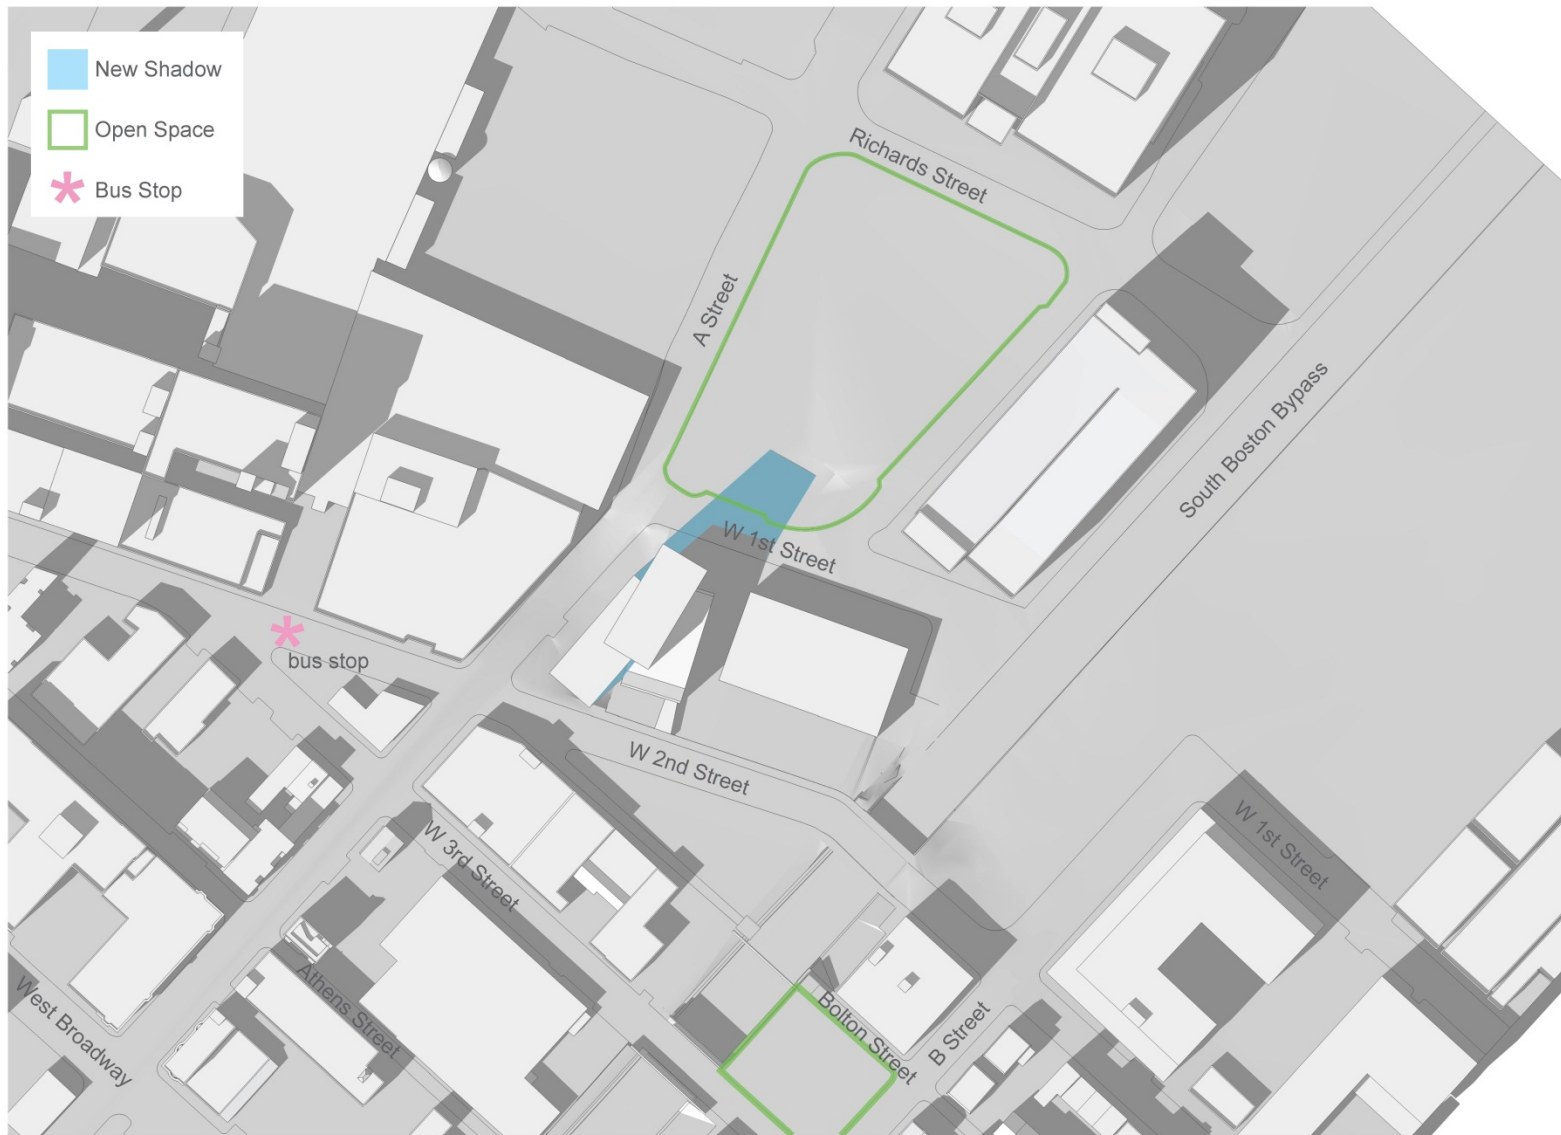 New Shadow
Open Space
Bus Stop
Richards Street
A Street
South Boston Bypass
W 1st Street
bus stop
W 2nd Street
W 3rd Street
W 1st Street
Athens Street
West Broadway
Bolton Street
B Street